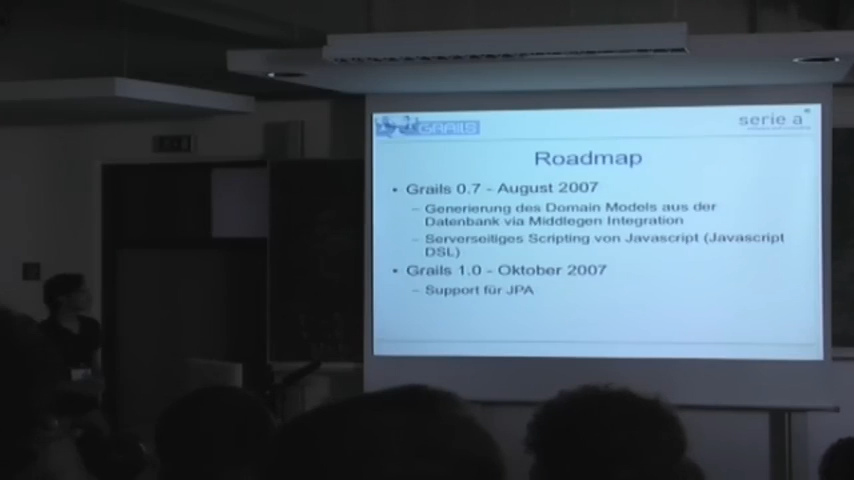 GRAILS
serie a
Roadmap
• Grails 0.7 - August 2007
– Generierung des Domain Models aus der
Datenbank via Middlegen Integration
– Serverseitiges Scripting von Javascript (Javascript
DSL)
• Grails 1.0 - Oktober 2007
– Support für JPA